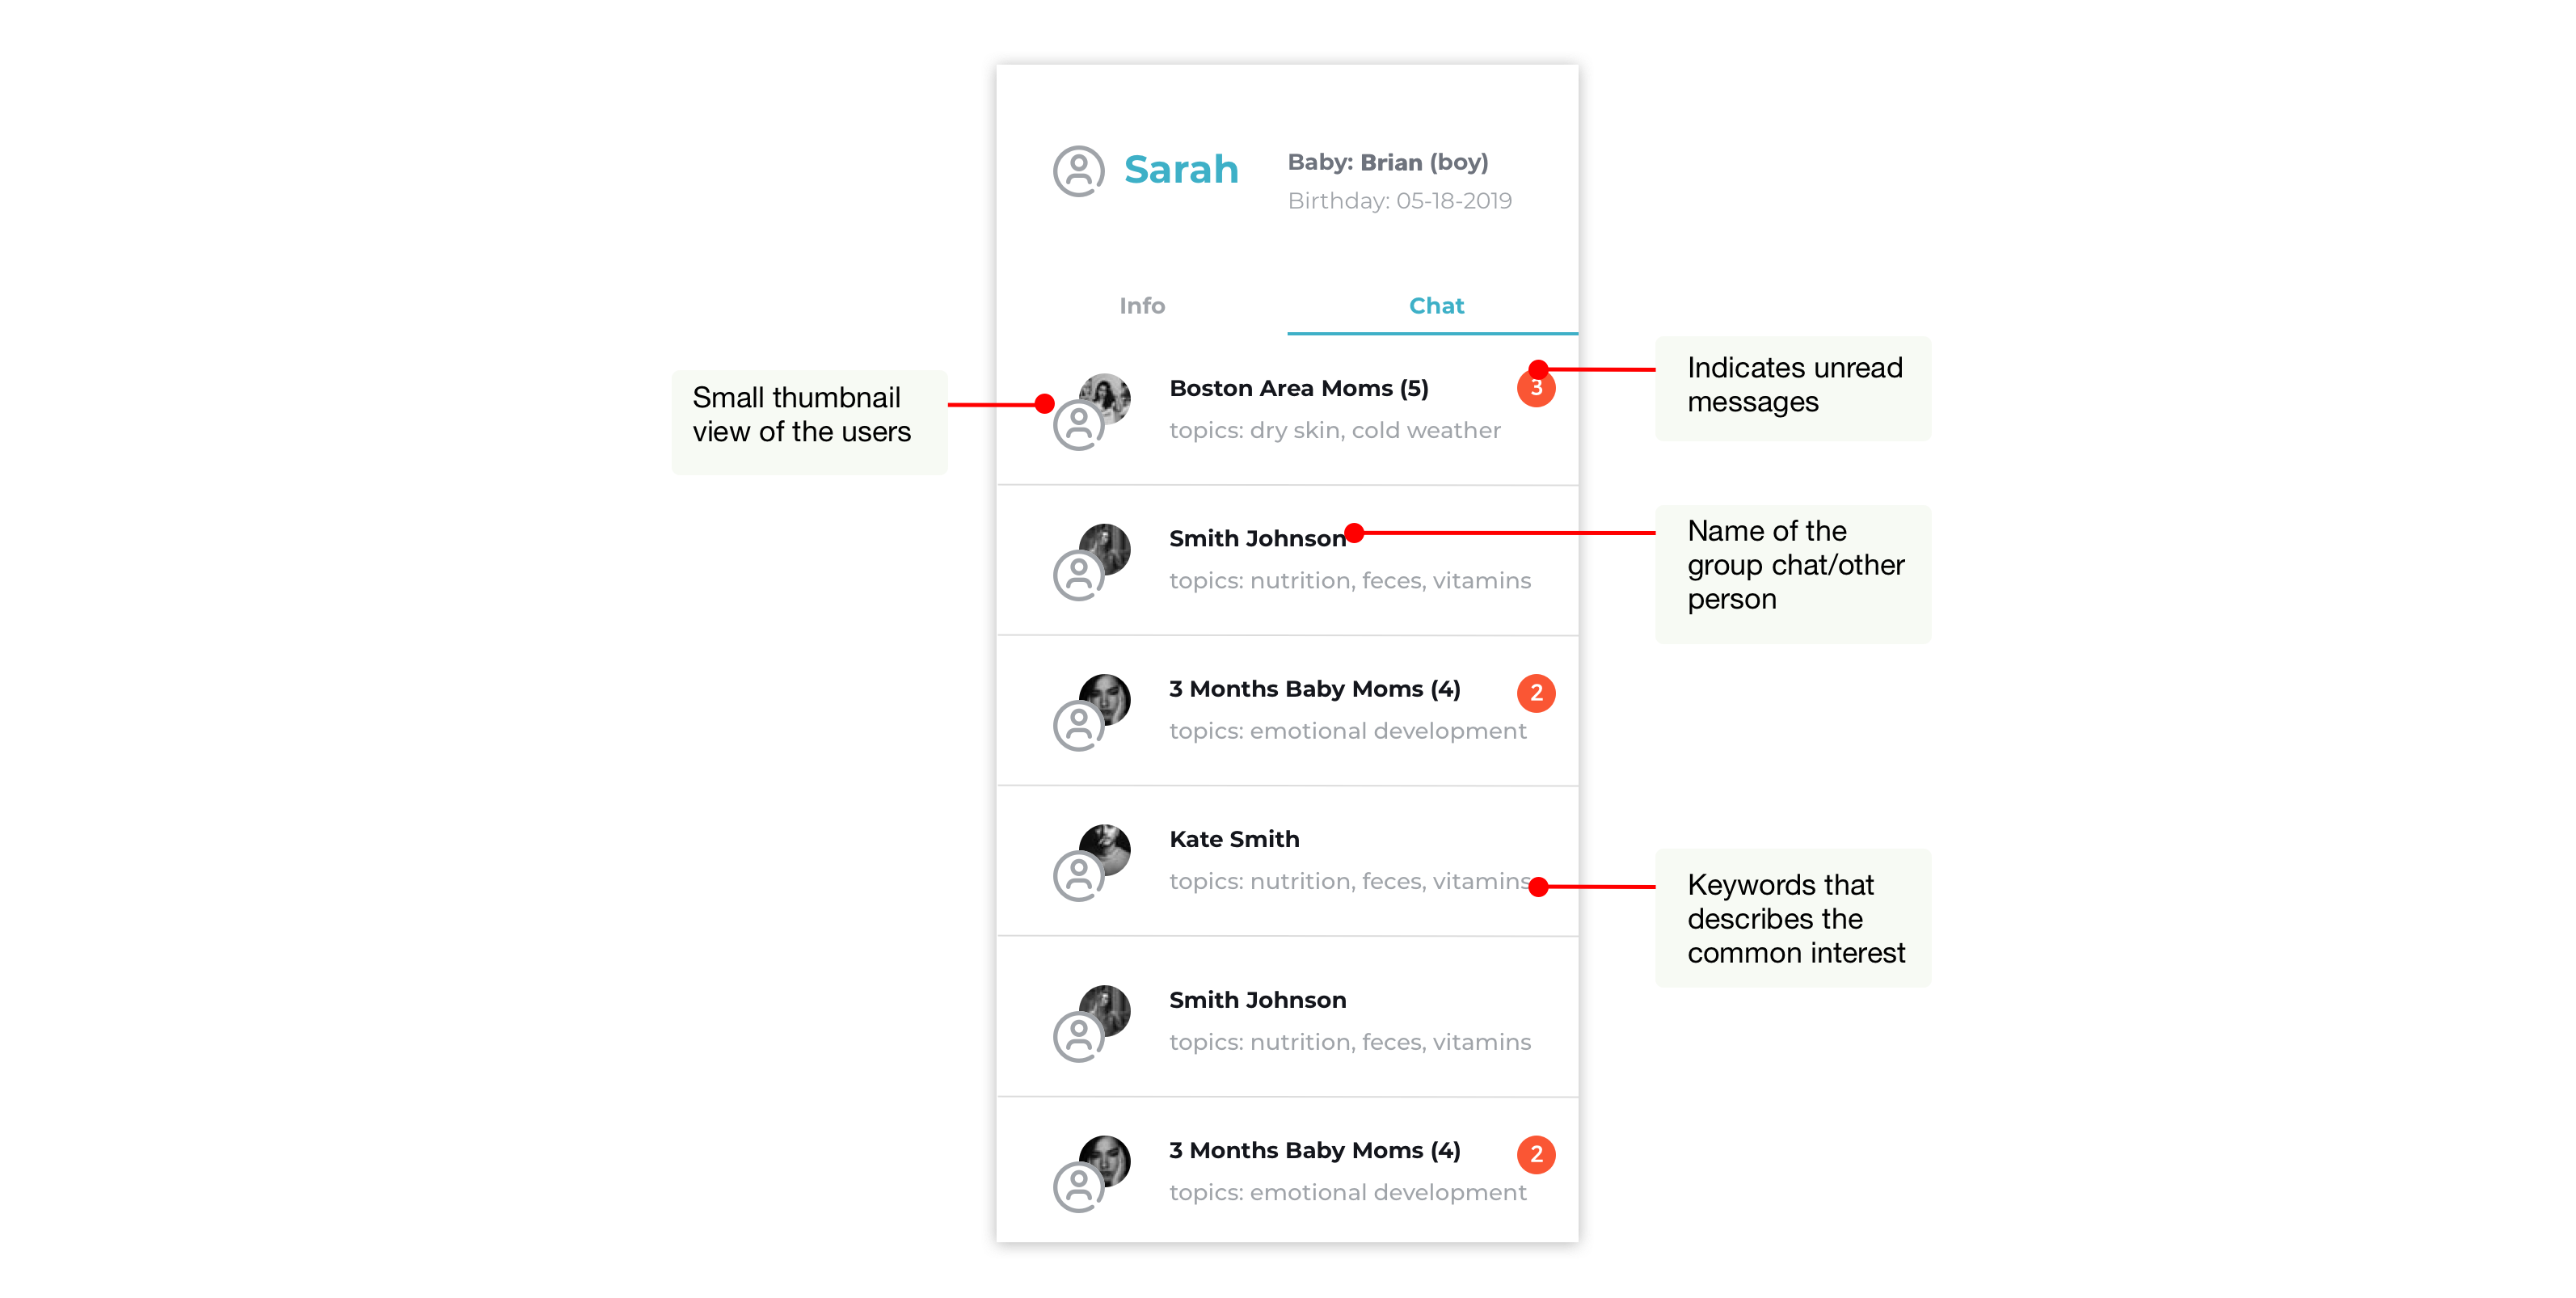 Sarah
Baby: Brian (boy)
Birthday: 05-18-2019
Info
Chat
Small thumbnail
view of the users
Boston Area Moms (5)
3
topics: dry skin, cold weather
Indicates unread
messages
Smith Johnson
topics: nutrition, feces, vitamins
Name of the
group chat/other
person
3 Months Baby Moms (4)
2
topics: emotional development
Kate Smith
topics: nutrition, feces, vitamins
Keywords that
describes the
common interest
Smith Johnson
topics: nutrition, feces, vitamins
3 Months Baby Moms (4)
2
topics: emotional development